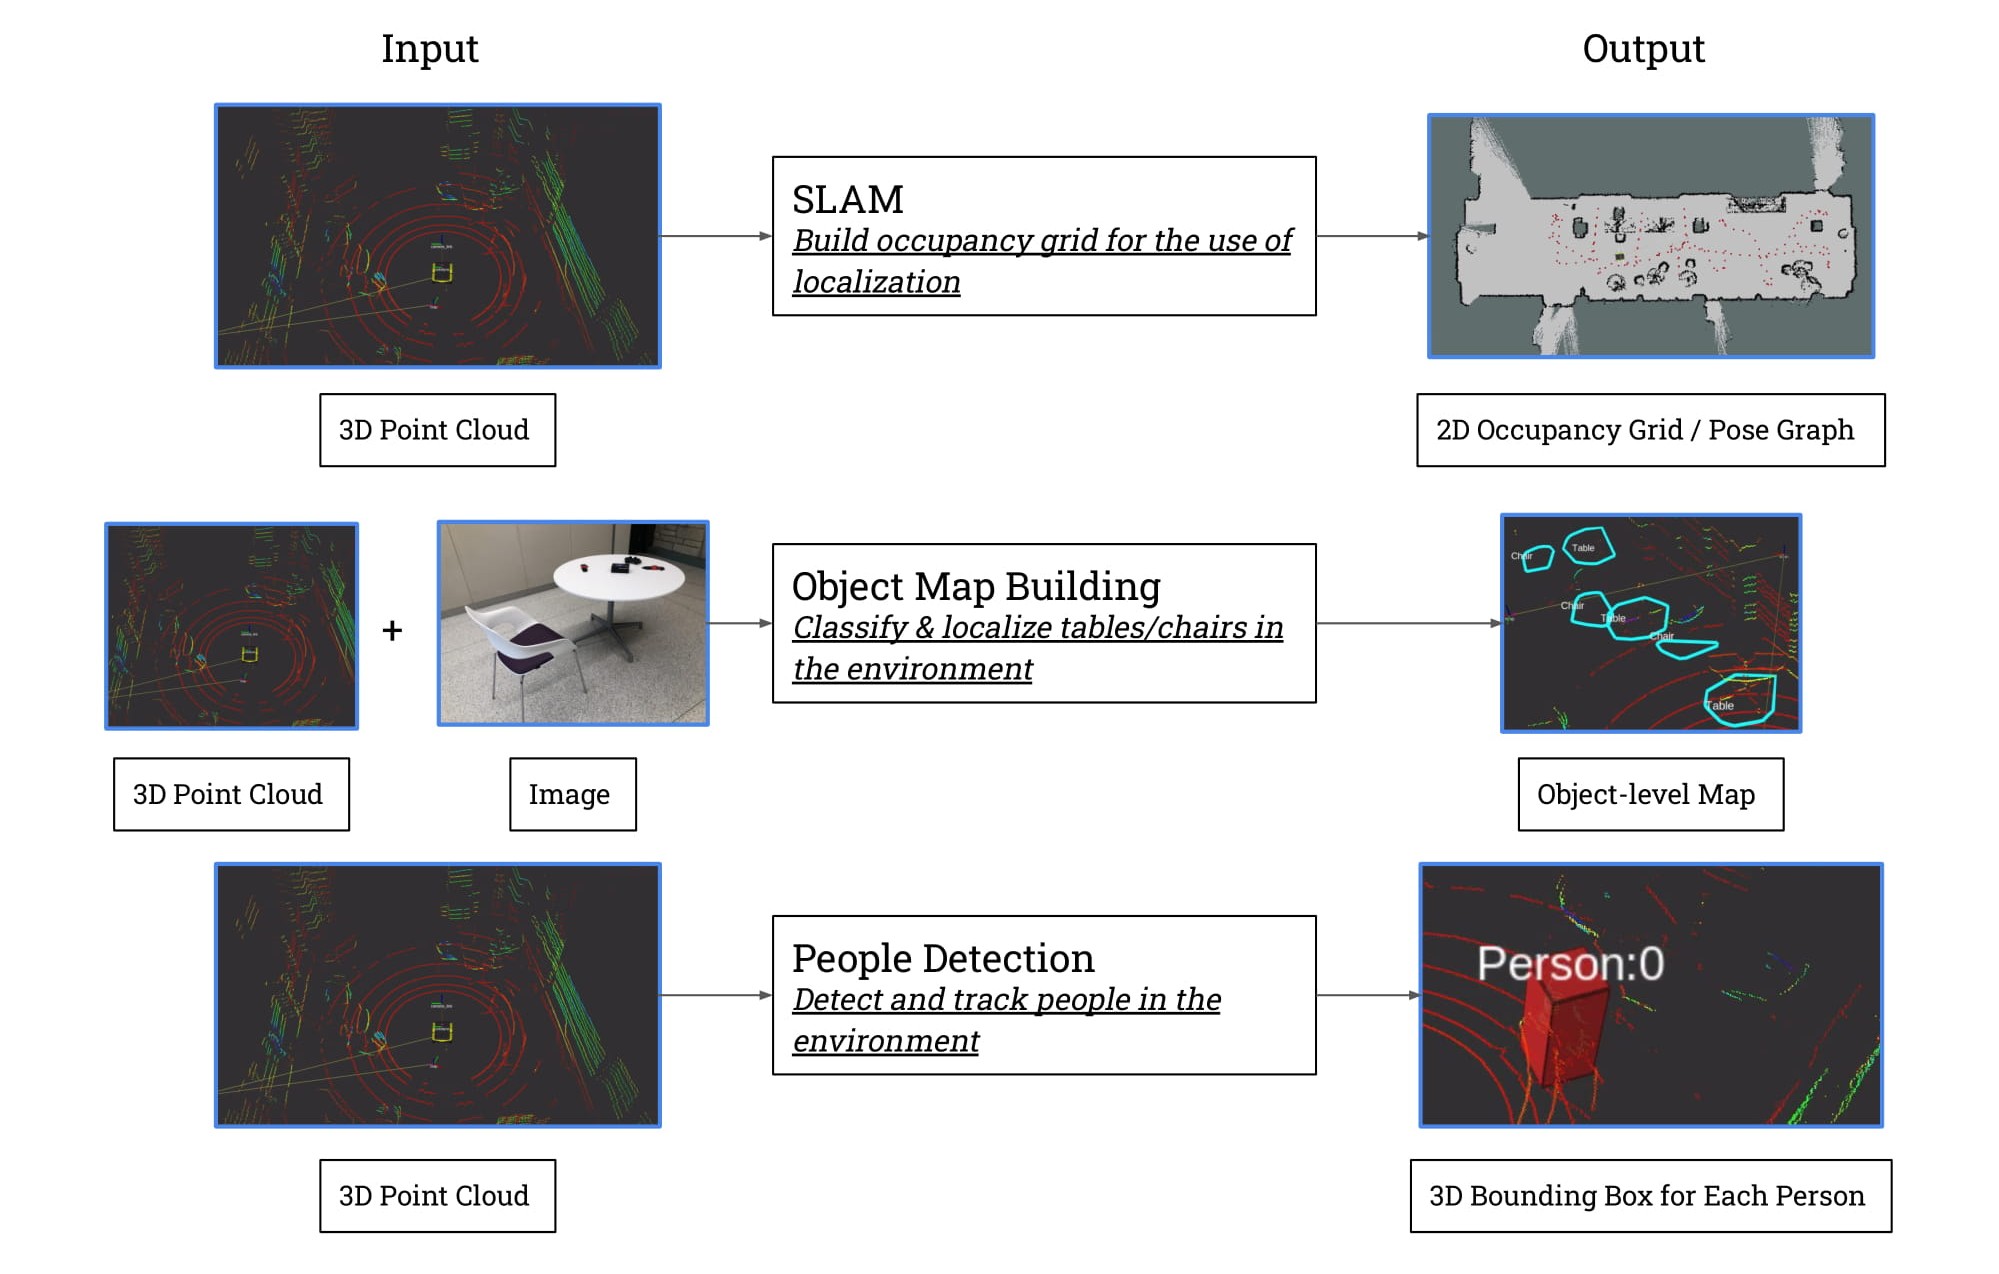 Input
Output
SLAM
Build occupancy grid for the use of
localization
3D Point Cloud
2D Occupancy Grid / Pose Graph
+
Object Map Building
Classify & localize tables/chairs in
the environment
Chair
Table
Chair
Table
Chair
Table
3D Point Cloud
Image
Object-level Map
People Detection
Detect and track people in the
environment
Person:0
3D Point Cloud
3D Bounding Box for Each Person